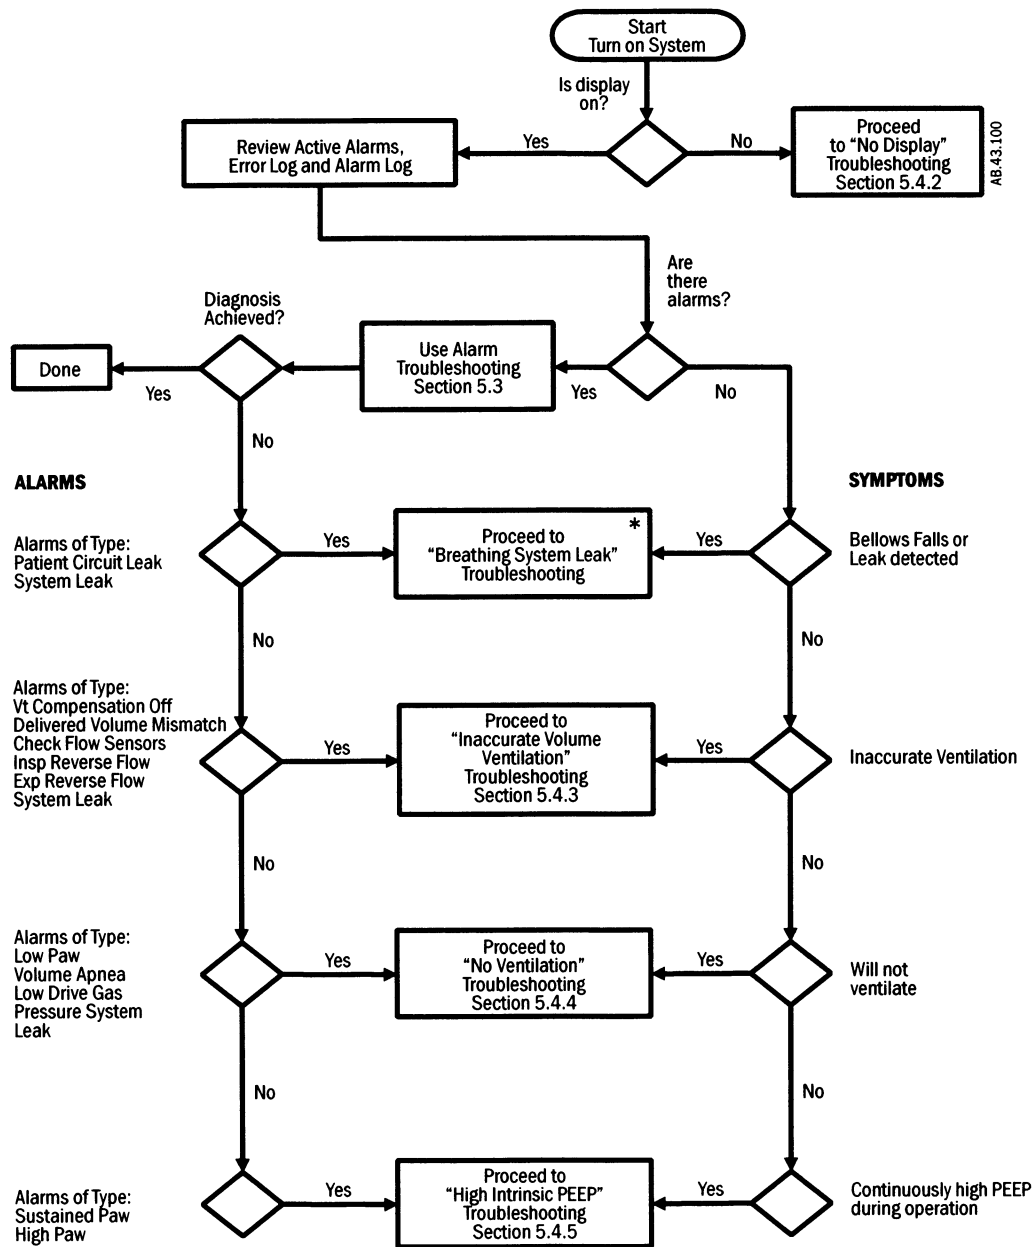 Start
Turn on System
Is display
on?
Yes
No
Review Active Alarms,
Error Log and Alarm Log
Proceed
to “No Display”
Troubleshooting
Section 5.4.2
AB.43.100
Are
there
alarms?
Diagnosis
Achieved?
Done
Yes
Use Alarm
Troubleshooting
Section 5.3
Yes
No
No
ALARMS
SYMPTOMS
Alarms of Type:
Patient Circuit Leak
System Leak
Yes
Proceed to *
“Breathing System Leak”
Troubleshooting
Yes
Bellows Falls or
Leak detected
No
No
Alarms of Type:
Vt Compensation Off
Delivered Volume Mismatch
Check Flow Sensors
Insp Reverse Flow
Exp Reverse Flow
System Leak
Yes
Proceed to
“Inaccurate Volume
Ventilation”
Troubleshooting
Section 5.4.3
Yes
Inaccurate Ventilation
No
No
Alarms of Type:
Low Paw
Volume Apnea
Low Drive Gas
Pressure System
Leak
Yes
Proceed to
“No Ventilation”
Troubleshooting
Section 5.4.4
Yes
Will not
ventilate
No
No
Alarms of Type:
Sustained Paw
High Paw
Yes
Proceed to
“High Intrinsic PEEP”
Troubleshooting
Section 5.4.5
Yes
Continuously high PEEP
during operation